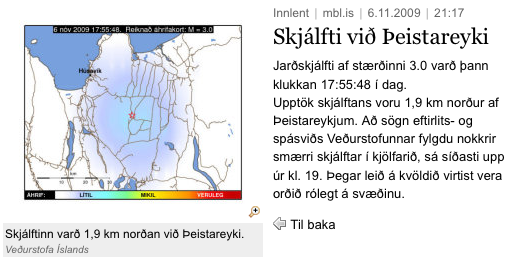 6 nóv 2009 17:55:48. Reiknað áhrifakort: M = 3.0
Húsavík
km
ÁHRIF: LÍTIL MIKIL VERULEG
Skjálftinn varð 1,9 km norðan við Þeistareyki.
Veðurstofa Íslands
Innlent | mbl.is | 6.11.2009 | 21:17
Skjálfti við Þeistareyki
Jarðskjálfti af stærðinni 3.0 varð þann
klukkan 17:55:48 í dag.
Upptök skjálftans voru 1,9 km norður af
Þeistareykjum. Að sögn eftirlits- og
spásviðs Veðurstofunnar fylgdu nokkrir
smærri skjálftar í kjölfarið, sá síðasti upp
úr kl. 19. Þegar leið á kvöldið virtist vera
orðið rólegt á svæðinu.
Til baka